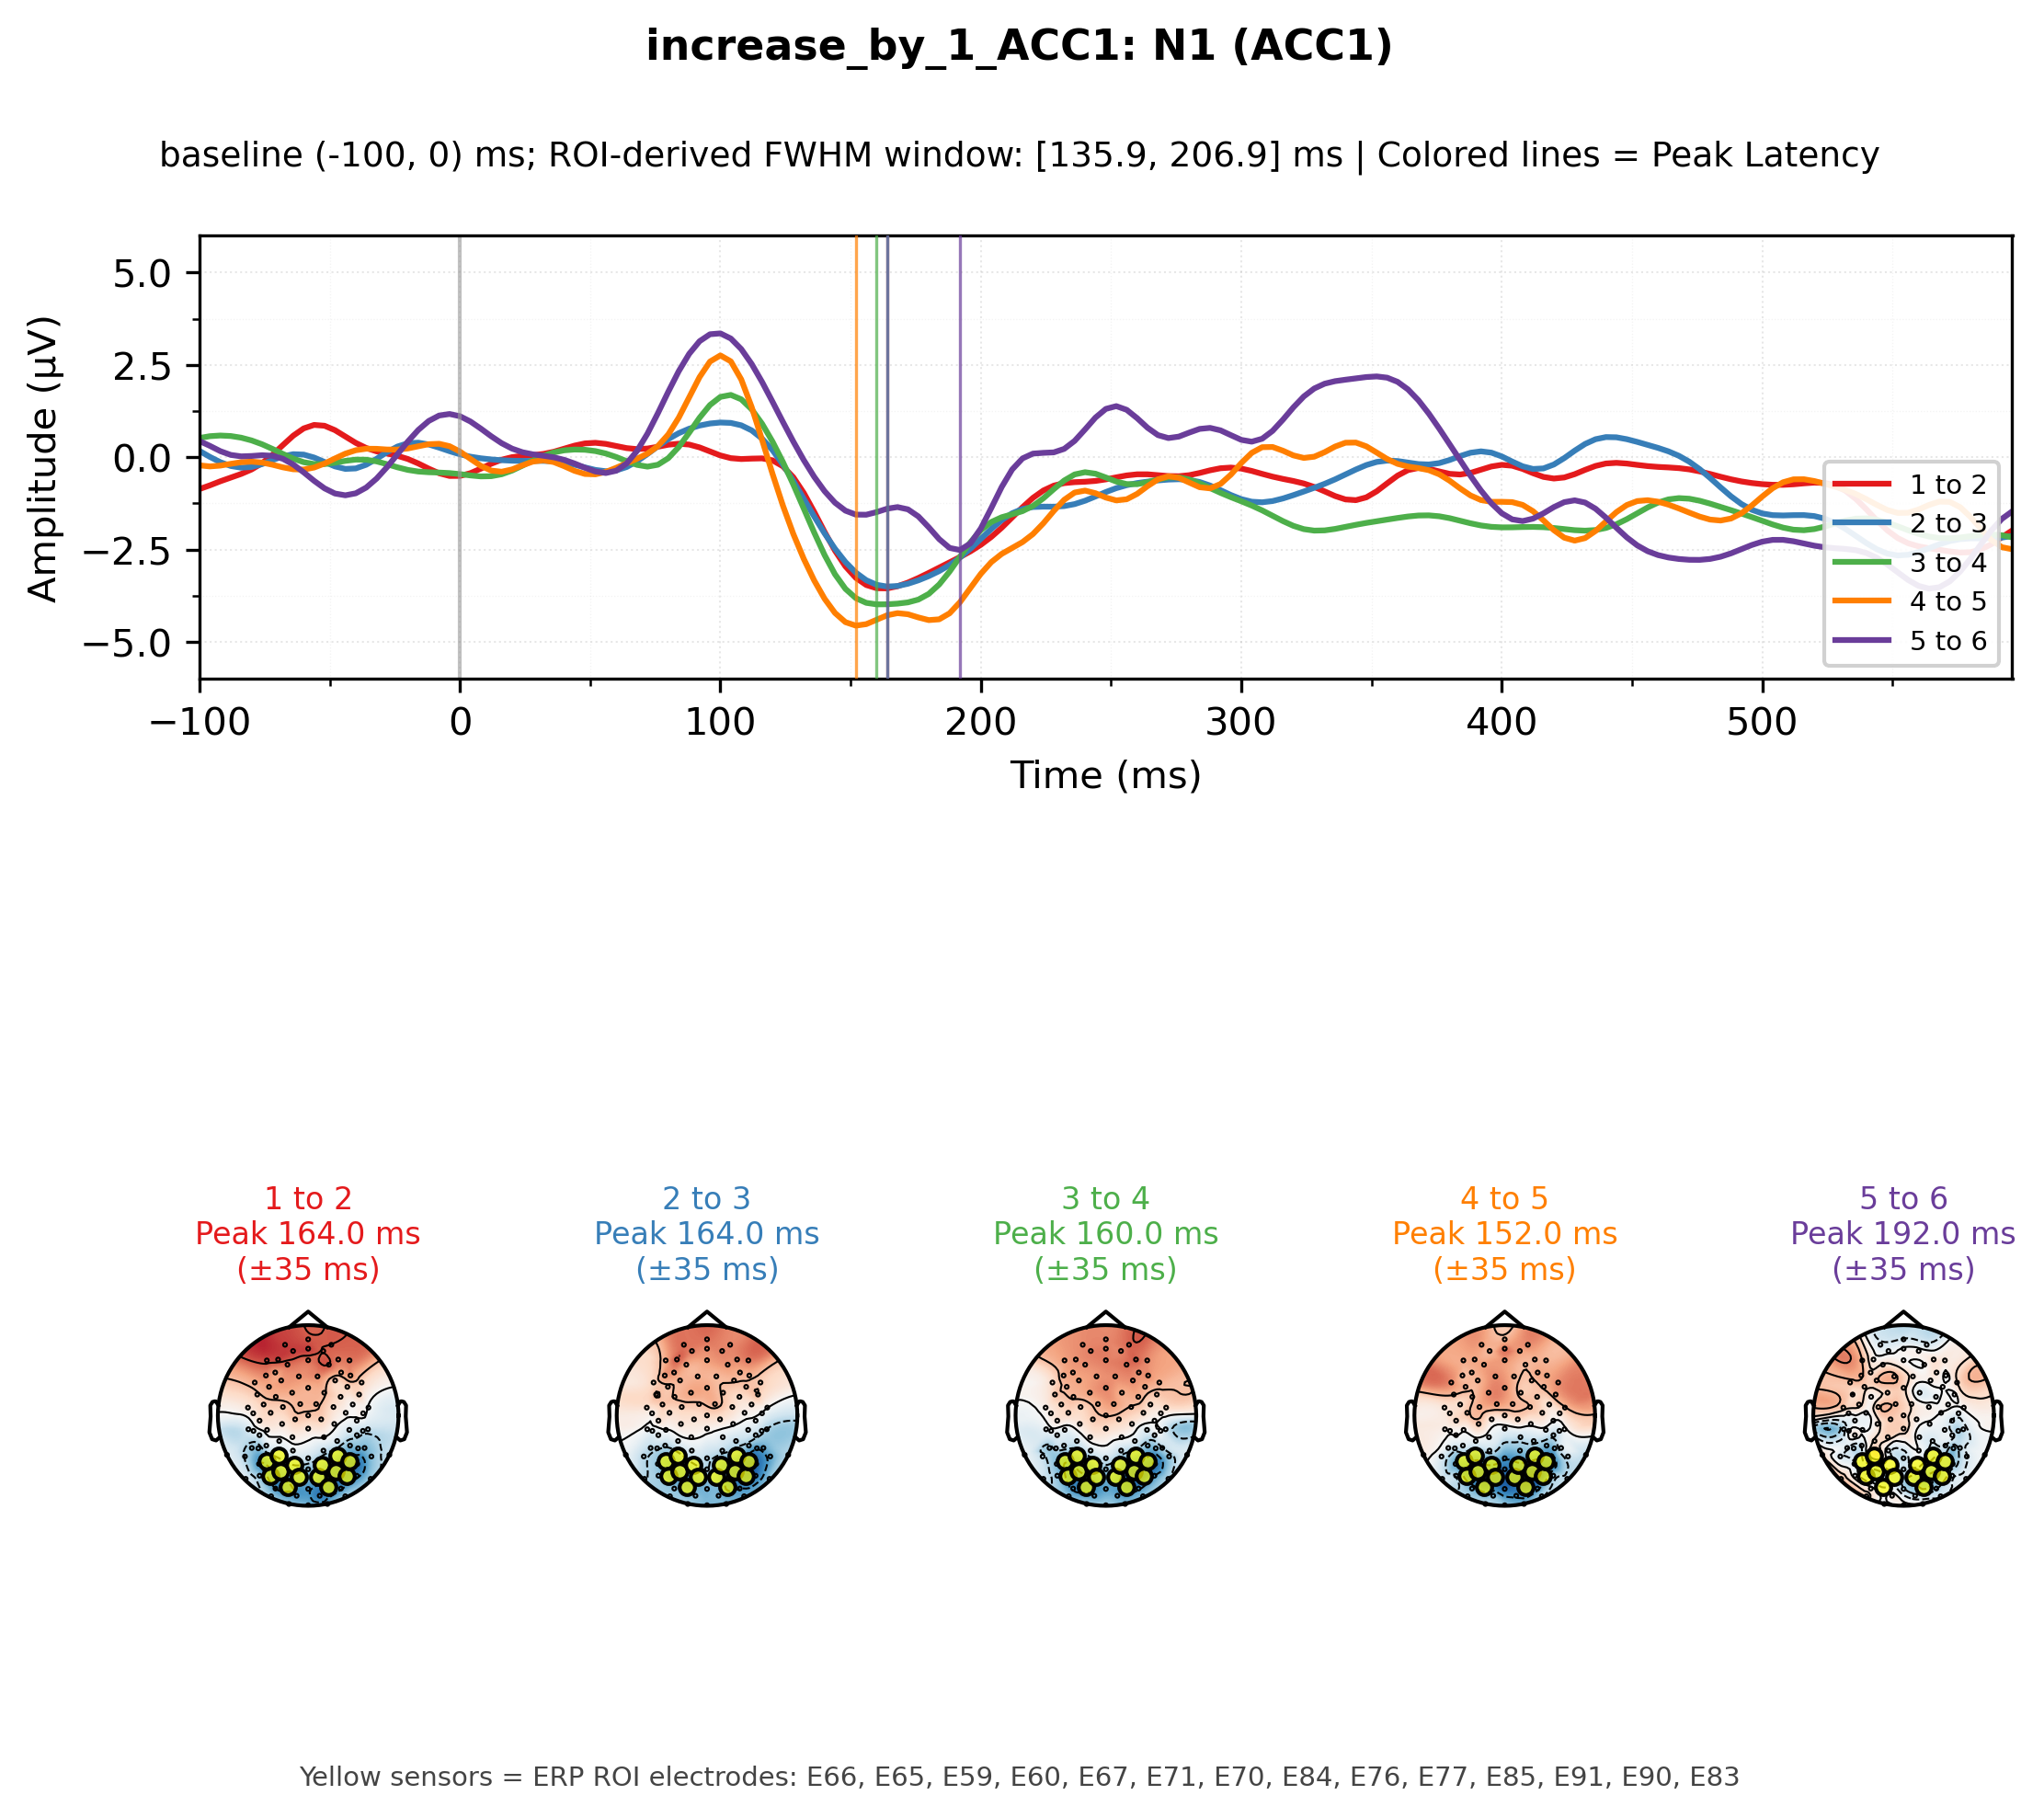 increase_by_1_ACC1: N1 (ACC1)
baseline (-100, 0) ms; ROI-derived FWHM window: [135.9, 206.9] ms | Colored lines = Peak Latency
Amplitude (µV)
5.0
2.5
0.0
−2.5
−5.0
1 to 2
2 to 3
3 to 4
4 to 5
5 to 6
−100 0 100 200 300 400 500
Time (ms)
1 to 2
Peak 164.0 ms
(±35 ms)
2 to 3
Peak 164.0 ms
(±35 ms)
3 to 4
Peak 160.0 ms
(±35 ms)
4 to 5
Peak 152.0 ms
(±35 ms)
5 to 6
Peak 192.0 ms
(±35 ms)
Yellow sensors = ERP ROI electrodes: E66, E65, E59, E60, E67, E71, E70, E84, E76, E77, E85, E91, E90, E83